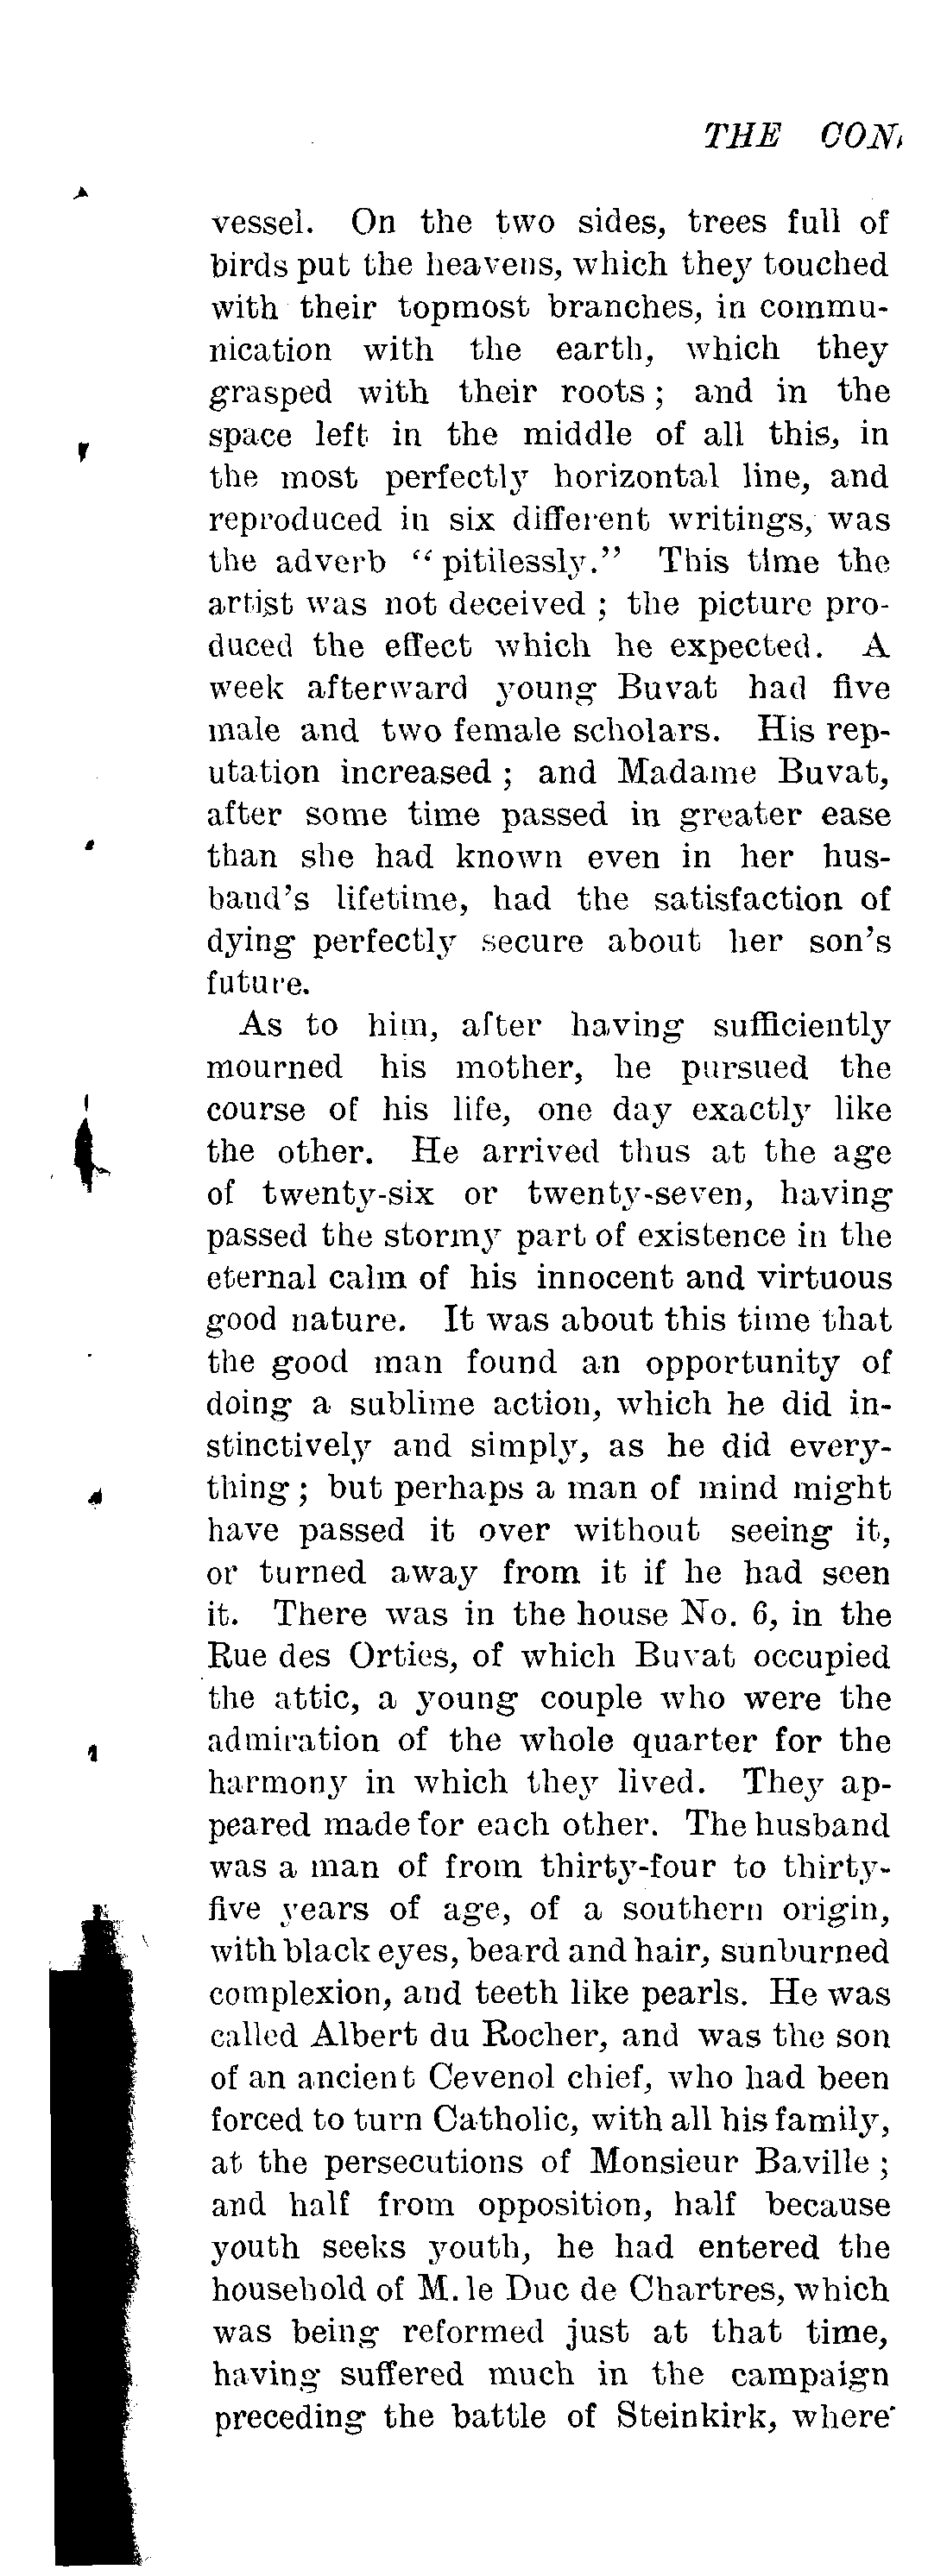 THE CON
vessel. On the two sides, trees full of
birds put the heavens, which they touched
with their topmost branches, in commu-
nication with the earth, which they
grasped with their roots ; and in the
space left in the middle of all this, in
the most perfectly horizontal line, and
reproduced in six different writings, was
the adverb “pitilessly.” This time the
artist was not deceived ; the picture pro-
duced the effect which he expected. A
week afterward young Buvat had five
male and two female scholars. His rep-
utation increased ; and Madame Buvat,
after some time passed in greater ease
than she had known even in her hus-
band's lifetime, had the satisfaction of
dying perfectly secure about her son's
future.
As to him, after having sufficiently
mourned his mother, he pursued the
course of his life, one day exactly like
the other. He arrived thus at the age
of twenty-six or twenty-seven, having
passed the stormy part of existence in the
eternal calm of his innocent and virtuous
good nature. It was about this time that
the good man found an opportunity of
doing a sublime action, which he did in-
stinctively and simply, as he did every-
thing ; but perhaps a man of mind might
have passed it over without seeing it,
or turned away from it if he had seen
it. There was in the house No. 6, in the
Rue des Orties, of which Buvat occupied
the attic, a young couple who were the
admiration of the whole quarter for the
harmony in which they lived. They ap-
peared made for each other. The husband
was a man of from thirty-four to thirty-
five years of age, of a southern origin,
with black eyes, beard and hair, sunburned
complexion, and teeth like pearls. He was
called Albert du Rocher, and was the son
of an ancient Cevenol chief, who had been
forced to turn Catholic, with all his family,
at the persecutions of Monsieur Baville ;
and half from opposition, half because
youth seeks youth, he had entered the
household of M. le Duc de Chartres, which
was being reformed just at that time,
having suffered much in the campaign
preceding the battle of Steinkirk, where